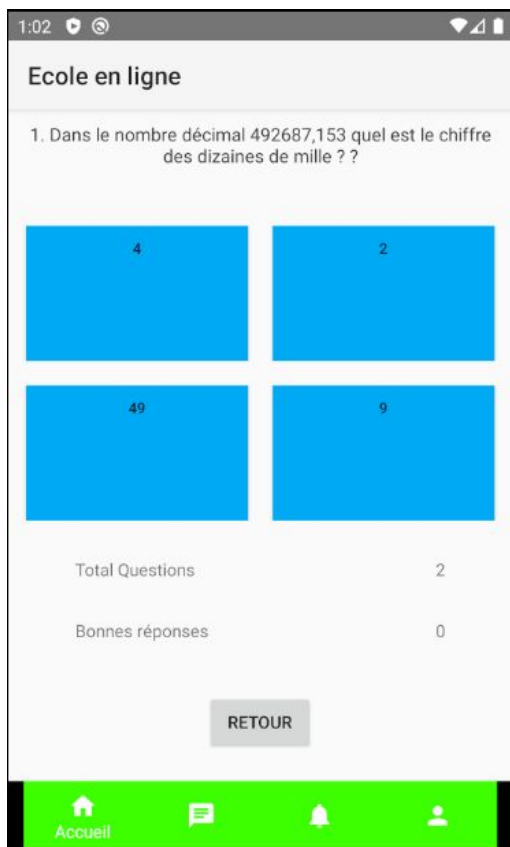 1:02
Ecole en ligne
1. Dans le nombre décimal 492687,153 quel est le chiffre
des dizaines de mille ? ?
4
2
49
9
Total Questions 2
Bonnes réponses 0
RETOUR
Accueil